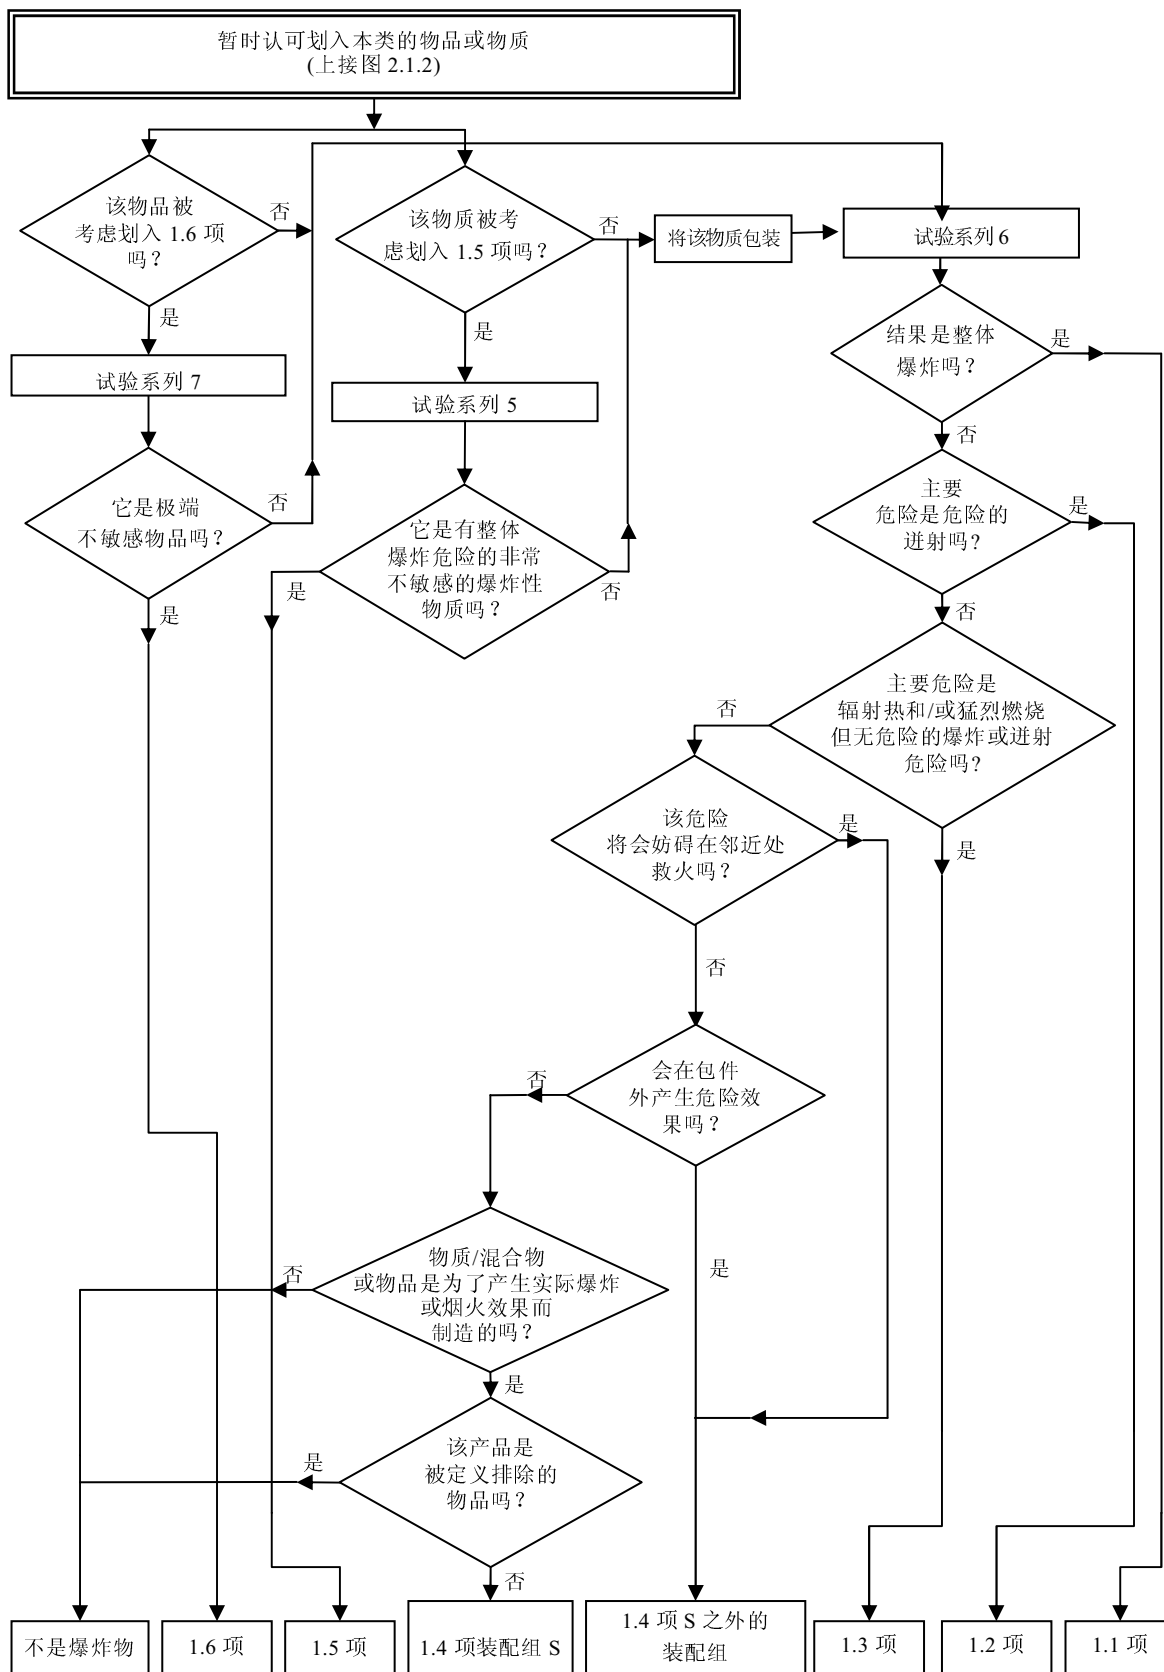 暂时认可划入本类的物品或物质
(上接图 2.1.2)
该物品被
考虑划入 1.6 项
吗？
否
是
该物质被考
虑划入 1.5 项吗？
否
是
将该物质包装
试验系列 6
试验系列 7
试验系列 5
结果是整体
爆炸吗？
是
否
它是极端
不敏感物品吗？
否
是
它是有整体
爆炸危险的非常
不敏感的爆炸性
物质吗？
是
否
主要
危险是危险的
迸射吗?
是
否
主要危险是
辐射热和/或猛烈燃烧
但无危险的爆炸或迸射
危险吗?
否
是
该危险
将会妨碍在邻近处
救火吗？
是
否
会在包件
外产生危险效
果吗？
否
是
物质/混合物
或物品是为了产生实际爆炸
或烟火效果而
制造的吗？
否
是
该产品是
被定义排除的
物品吗？
是
否
不是爆炸物
1.6 项
1.5 项
1.4 项装配组 S
1.4 项 S 之外的
装配组
1.3 项
1.2 项
1.1 项